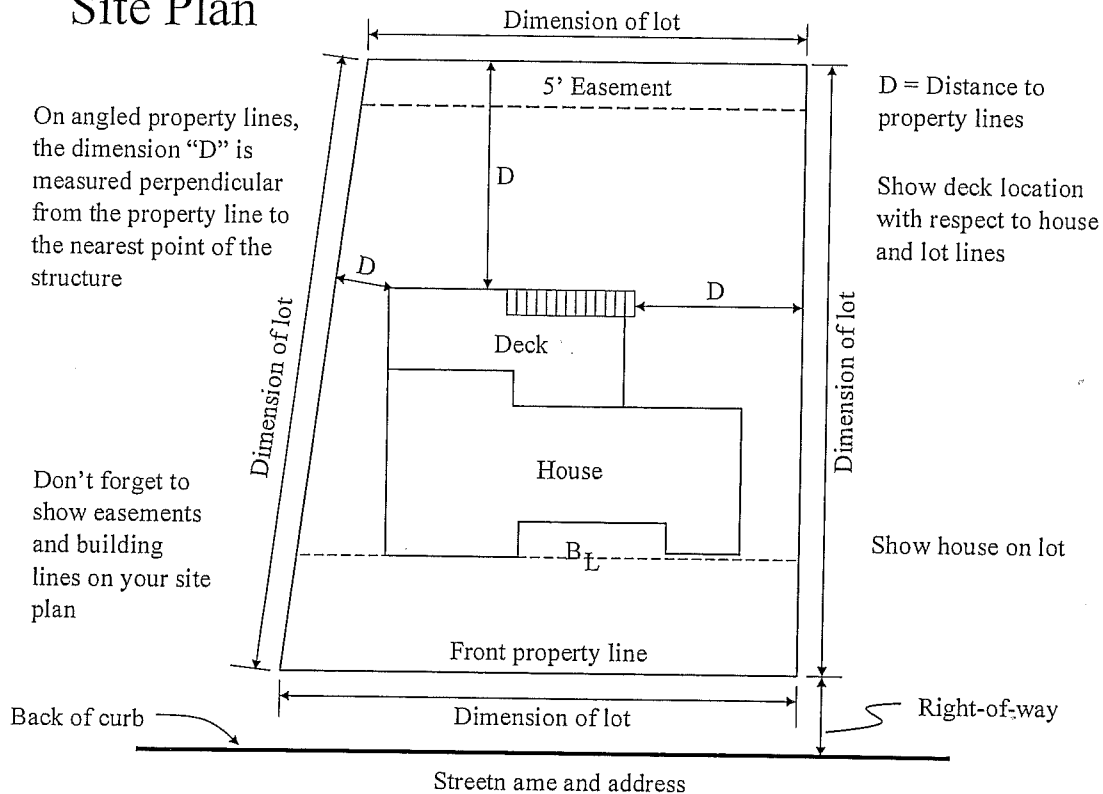 Site Plan
Dimension of lot
5' Easement
D = Distance to
property lines
On angled property lines,
the dimension “D” is
measured perpendicular
from the property line to
the nearest point of the
structure
D
Show deck location
with respect to house
and lot lines
D
D
Dimension of lot
Dimension of lot
Deck
House
Don't forget to
show easements
and building
lines on your site
plan
BL
Show house on lot
Front property line
Back of curb
Dimension of lot
Right-of-way
Streetn ame and address